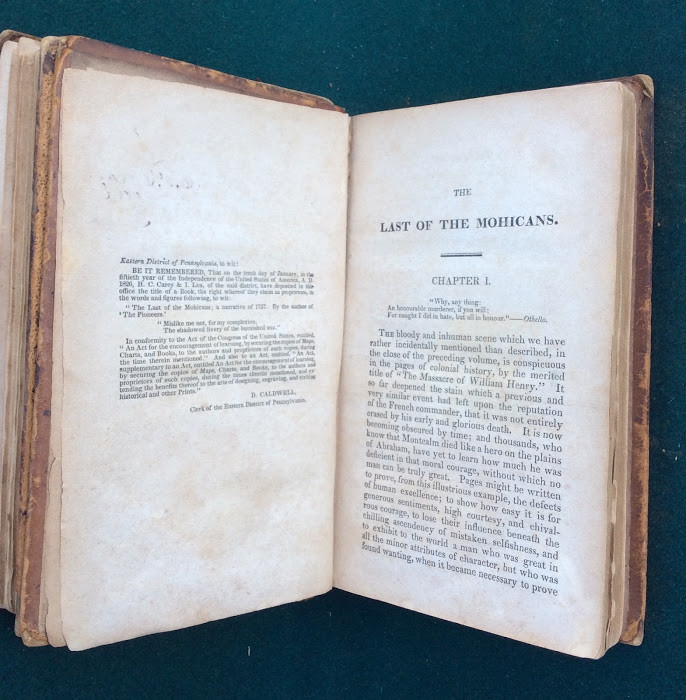 Eastern District of Pennsylvania, to wit:
BE IT REMEMBERED, That on the tenth day of January, in the
fiftieth year of the Independence of the United States of America, A. D.
1826, H. C. Carey & I. Lea, of the said district, have deposited in this
office the title of a Book, the right whereof they claim as proprietors, in
the words and figures following, to wit:
"The Last of the Mohicans; a narrative of 1757. By the author of
'The Pioneers.'
"Mislike me not, for my complexion,
The shadowed livery of the burnished sun."
In conformity to the Act of the Congress of the United States, entitled,
"An Act for the encouragement of learning, by securing the copies of Maps,
Charts, and Books, to the authors and proprietors of such copies, during
the time therein mentioned." And also to an Act, entitled, "An Act,
supplementary to an Act, entitled An Act for the encouragement of learning,
by securing the copies of Maps, Charts, and Books, to the authors and
proprietors of such copies, during the times therein mentioned, and ex-
tending the benefits thereof to the arts of designing, engraving, and etching
historical and other Prints."
D. CALDWELL,
Clerk of the Eastern District of Pennsylvania.
THE
LAST OF THE MOHICANS.
CHAPTER I.
"Why, any thing:
An honourable murderer, if you will;
For naught I did in hate, but all in honour."——Othello.
THE bloody and inhuman scene which we have
rather incidentally mentioned than described, in
the close of the preceding volume, is conspicuous
in the pages of colonial history, by the merited
title of "The Massacre of William Henry." It
so far deepened the stain which a previous and
very similar event had left upon the reputation
of the French commander, that it was not entirely
erased by his early and glorious death. It is now
becoming obscured by time; and thousands, who
know that Montcalm died like a hero on the plains
of Abraham, have yet to learn how much he was
deficient in that moral courage, without which no
man can be truly great. Pages might be written
to prove, from this illustrious example, the defects
of human excellence; to show how easy it is for
generous sentiments, high courtesy, and chival-
rous courage, to lose their influence beneath the
chilling ascendency of mistaken selfishness, and
to exhibit to the world a man who was great in
all the minor attributes of character, but who was
found wanting, when it became necessary to prove